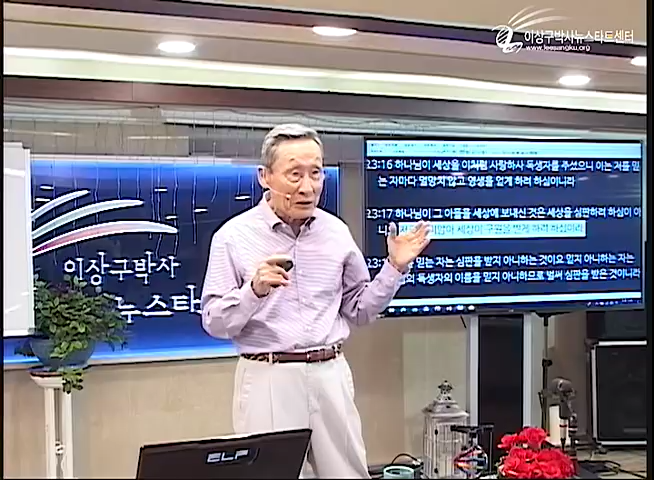 이상구박사뉴스타트센터
www.leesangku.org
23:16 하나님이 세상을 이처럼 사랑하사 독생자를 주셨으니 이는 저를 믿
는 자마다 멸망치 않고 영생을 얻게 하려 하심이니라
23:17 하나님이 그 아들을 세상에 보내신 것은 세상을 심판하려 하심이 아
세상이 구원을 받게 하려 하심이라
믿는 자는 심판을 받지 아니하는 것이요 믿지 아니하는 자는
독생자의 이름을 믿지 아니하므로 벌써 심판을 받은 것이니라
이상구박사
뉴스타
ELF